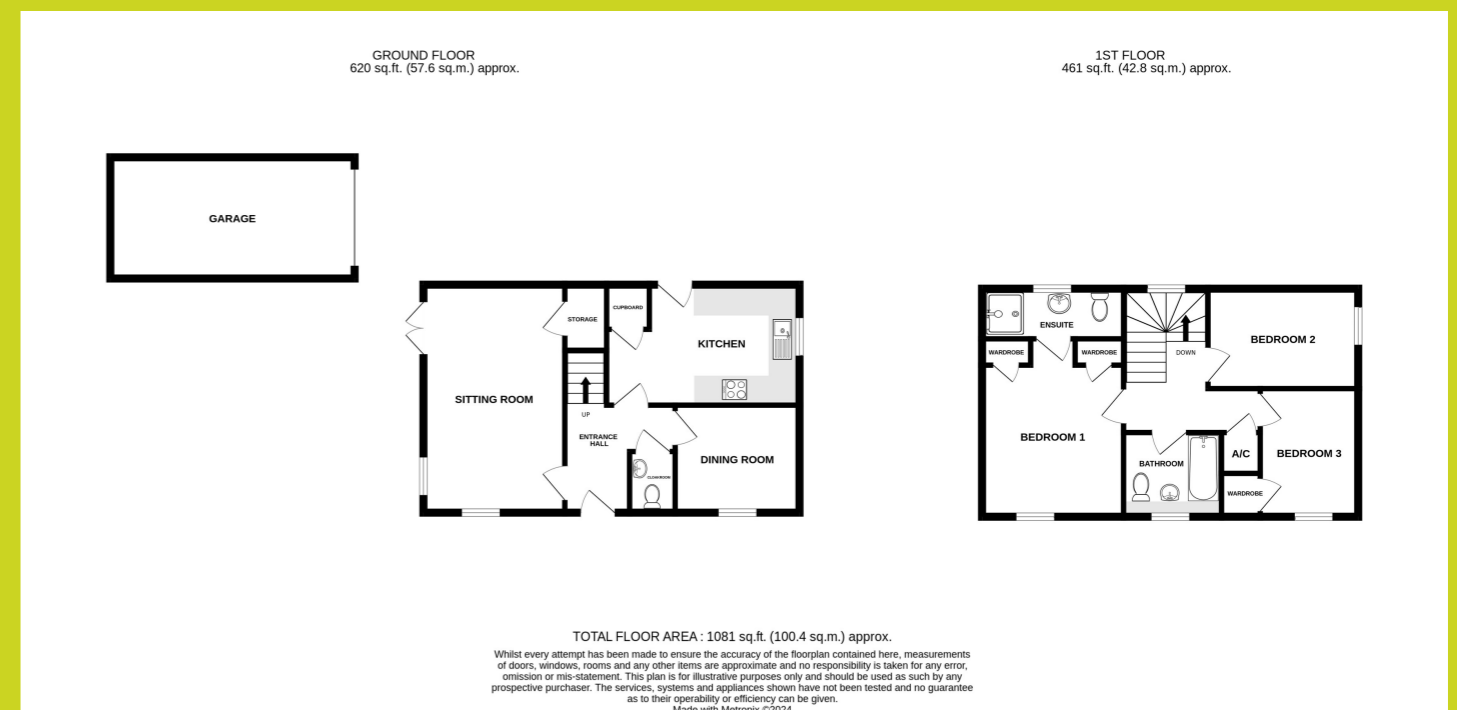 GROUND FLOOR
620 sq.ft. (57.6 sq.m.) approx.
1ST FLOOR
461 sq.ft. (42.8 sq.m.) approx.
GARAGE
SITTING ROOM
STORAGE
CUPBOARD
KITCHEN
UP
ENTRANCE
HALL
CLOAKROOM
DINING ROOM
ENSUITE
WARDROBE
WARDROBE
DOWN
BEDROOM 2
BEDROOM 1
BATHROOM
A/C
BEDROOM 3
WARDROBE
TOTAL FLOOR AREA : 1081 sq.ft. (100.4 sq.m.) approx.
Whilst every attempt has been made to ensure the accuracy of the floorplan contained here, measurements
of doors, windows, rooms and any other items are approximate and no responsibility is taken for any error,
omission or mis-statement. This plan is for illustrative purposes only and should be used as such by any
prospective purchaser. The services, systems and appliances shown have not been tested and no guarantee
as to their operability or efficiency can be given.
Made with Metropix ©2024